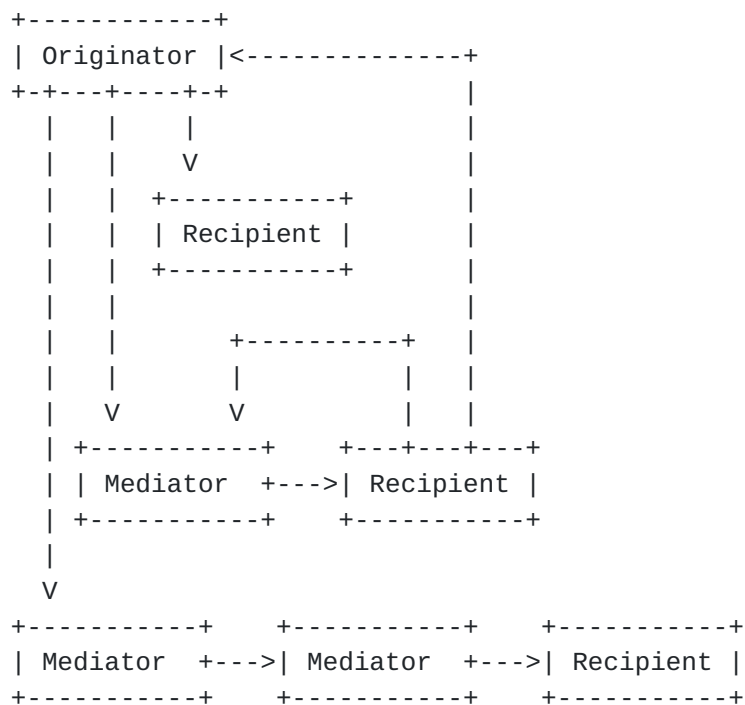 +------------+
| Originator |<--------------+
+-+---+----+-+               |
  |   |    |                 |
  |   |    V                 |
  |   |  +-----------+       |
  |   |  | Recipient |       |
  |   |  +-----------+       |
  |   |                      |
  |   |       +----------+   |
  |   |       |          |   |
  |   V       V          |   |
  | +-----------+    +---+---+---+
  | | Mediator  +--->| Recipient |
  | +-----------+    +-----------+
  |
  V
+-----------+    +-----------+    +-----------+
| Mediator  +--->| Mediator  +--->| Recipient |
+-----------+    +-----------+    +-----------+